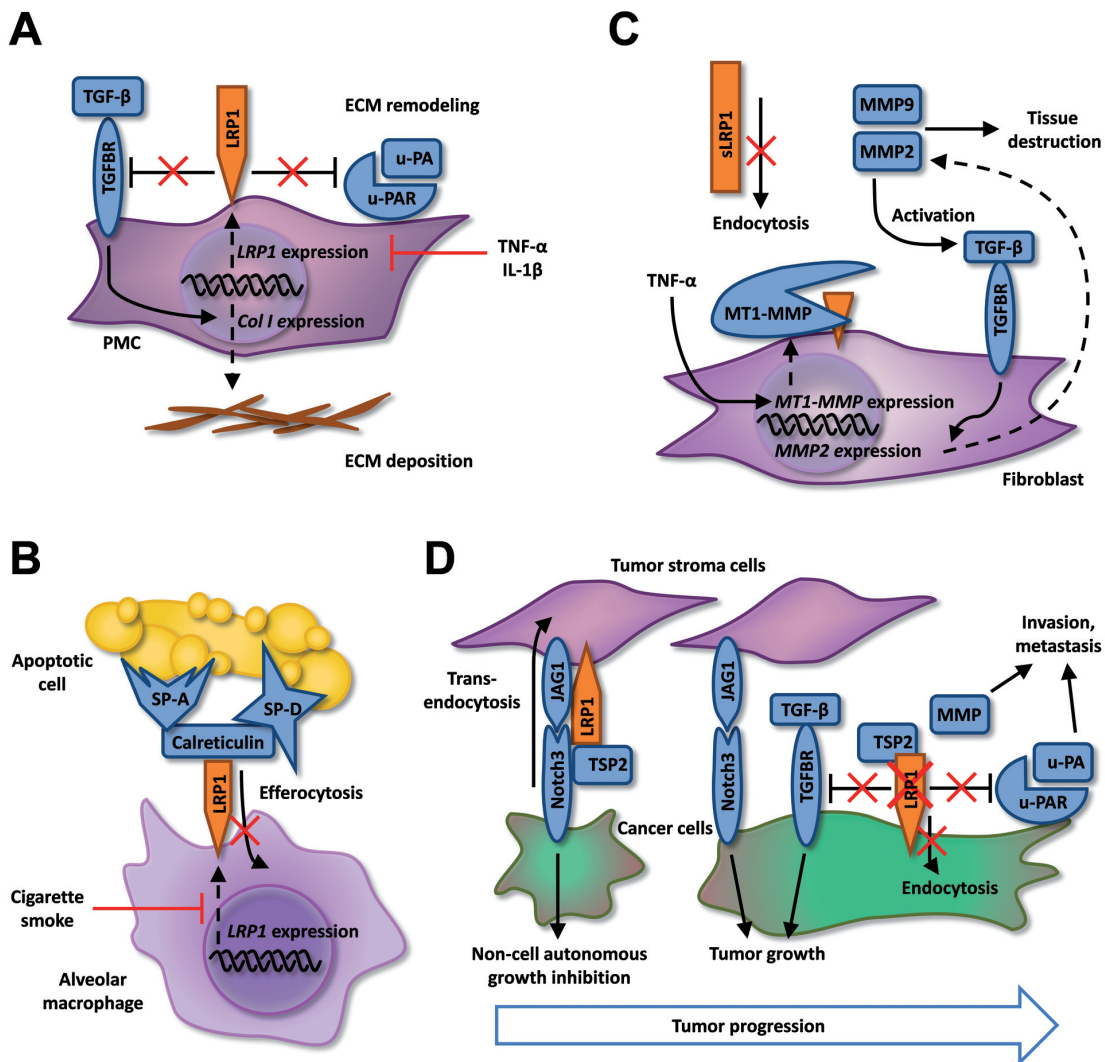 A
TGF-β
TGFBR
LRP1
ECM remodeling
u-PA
u-PAR
LRP1 expression
TNF-α
IL-1β
Col I expression
PMC
ECM deposition
C
sLRP1
Endocytosis
MMP9
MMP2
Tissue
destruction
Activation
TGF-β
TGFBR
TNF-α
MT1-MMP
MT1-MMP expression
MMP2 expression
Fibroblast
B
Apoptotic
cell
SP-A
SP-D
Calreticulin
LRP1
Efferocytosis
Cigarette
smoke
LRP1 expression
Alveolar
macrophage
D
Tumor stroma cells
Trans-
endocytosis
JAG1
LRP1
Notch3
TSP2
Cancer cells
Non-cell autonomous
growth inhibition
JAG1
Notch3
TGF-β
TGFBR
TSP2
LRP1
MMP
Invasion,
metastasis
u-PA
u-PAR
Endocytosis
Tumor growth
Tumor progression